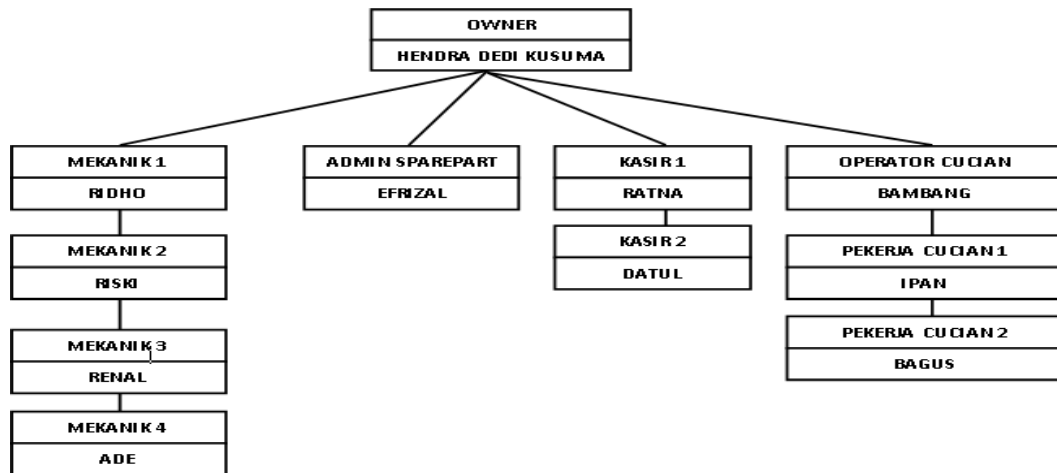 OWNER
HENDRA DEDI KUSUMA
MEKANIK 1
RIDHO
ADMIN SPAREPART
EFRIZAL
KASIR 1
RATNA
OPERATOR CUCIAN
BAMBANG
MEKANIK 2
RISKI
KASIR 2
DATUL
PEKERJA CUCIAN 1
IPAN
MEKANIK 3
RENAL
PEKERJA CUCIAN 2
BAGUS
MEKANIK 4
ADE